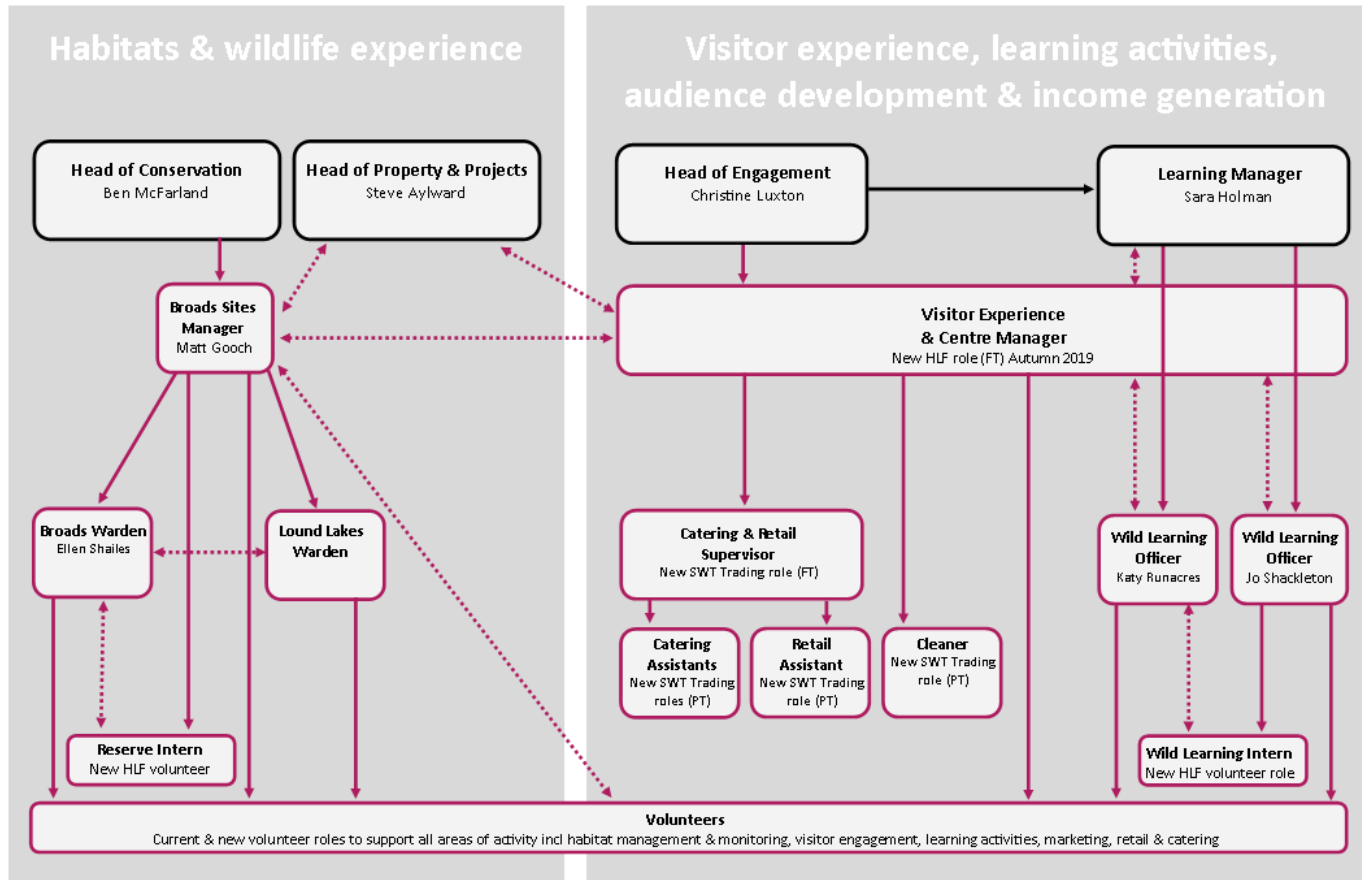 Habitats & wildlife experience
Visitor experience, learning activities,
audience development & income generation
Head of Conservation
Ben McFarland
Head of Property & Projects
Steve Aylward
Head of Engagement
Christine Luxton
Learning Manager
Sara Holman
Broads Sites
Manager
Matt Gooch
Visitor Experience
& Centre Manager
New HLF role (FT) Autumn 2019
Broads Warden
Ellen Shailes
Lound Lakes
Warden
Catering & Retail
Supervisor
New SWT Trading role (FT)
Wild Learning
Officer
Katy Runacres
Wild Learning
Officer
Jo Shackleton
Catering
Assistants
New SWT Trading
roles (PT)
Retail
Assistant
New SWT Trading
role (PT)
Cleaner
New SWT Trading
role (PT)
Reserve Intern
New HLF volunteer
Wild Learning Intern
New HLF volunteer role
Volunteers
Current & new volunteer roles to support all areas of activity incl habitat management & monitoring, visitor engagement, learning activities, marketing, retail & catering